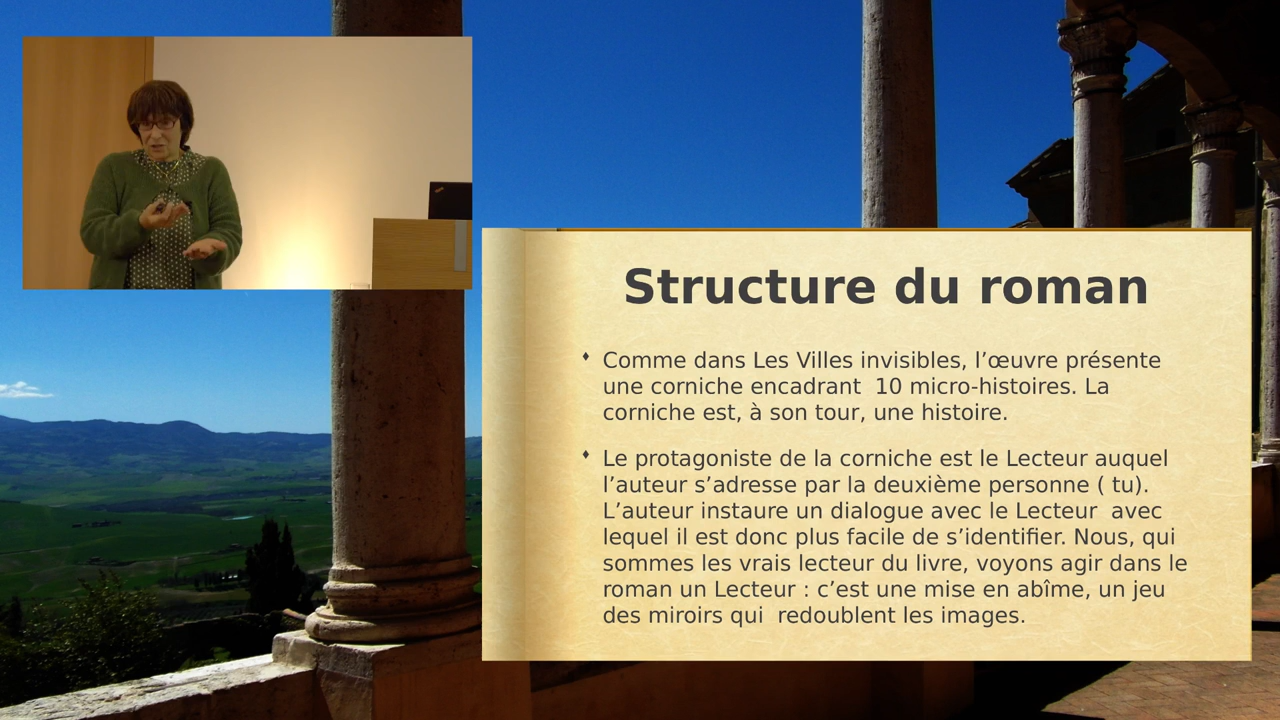 Structure du roman
Comme dans Les Villes invisibles, l’œuvre présente
une corniche encadrant  10 micro-histoires. La
corniche est, à son tour, une histoire.
Le protagoniste de la corniche est le Lecteur auquel
l’auteur s’adresse par la deuxième personne ( tu).
L’auteur instaure un dialogue avec le Lecteur  avec
lequel il est donc plus facile de s’identifier. Nous, qui
sommes les vrais lecteur du livre, voyons agir dans le
roman un Lecteur : c’est une mise en abîme, un jeu
des miroirs qui  redoublent les images.